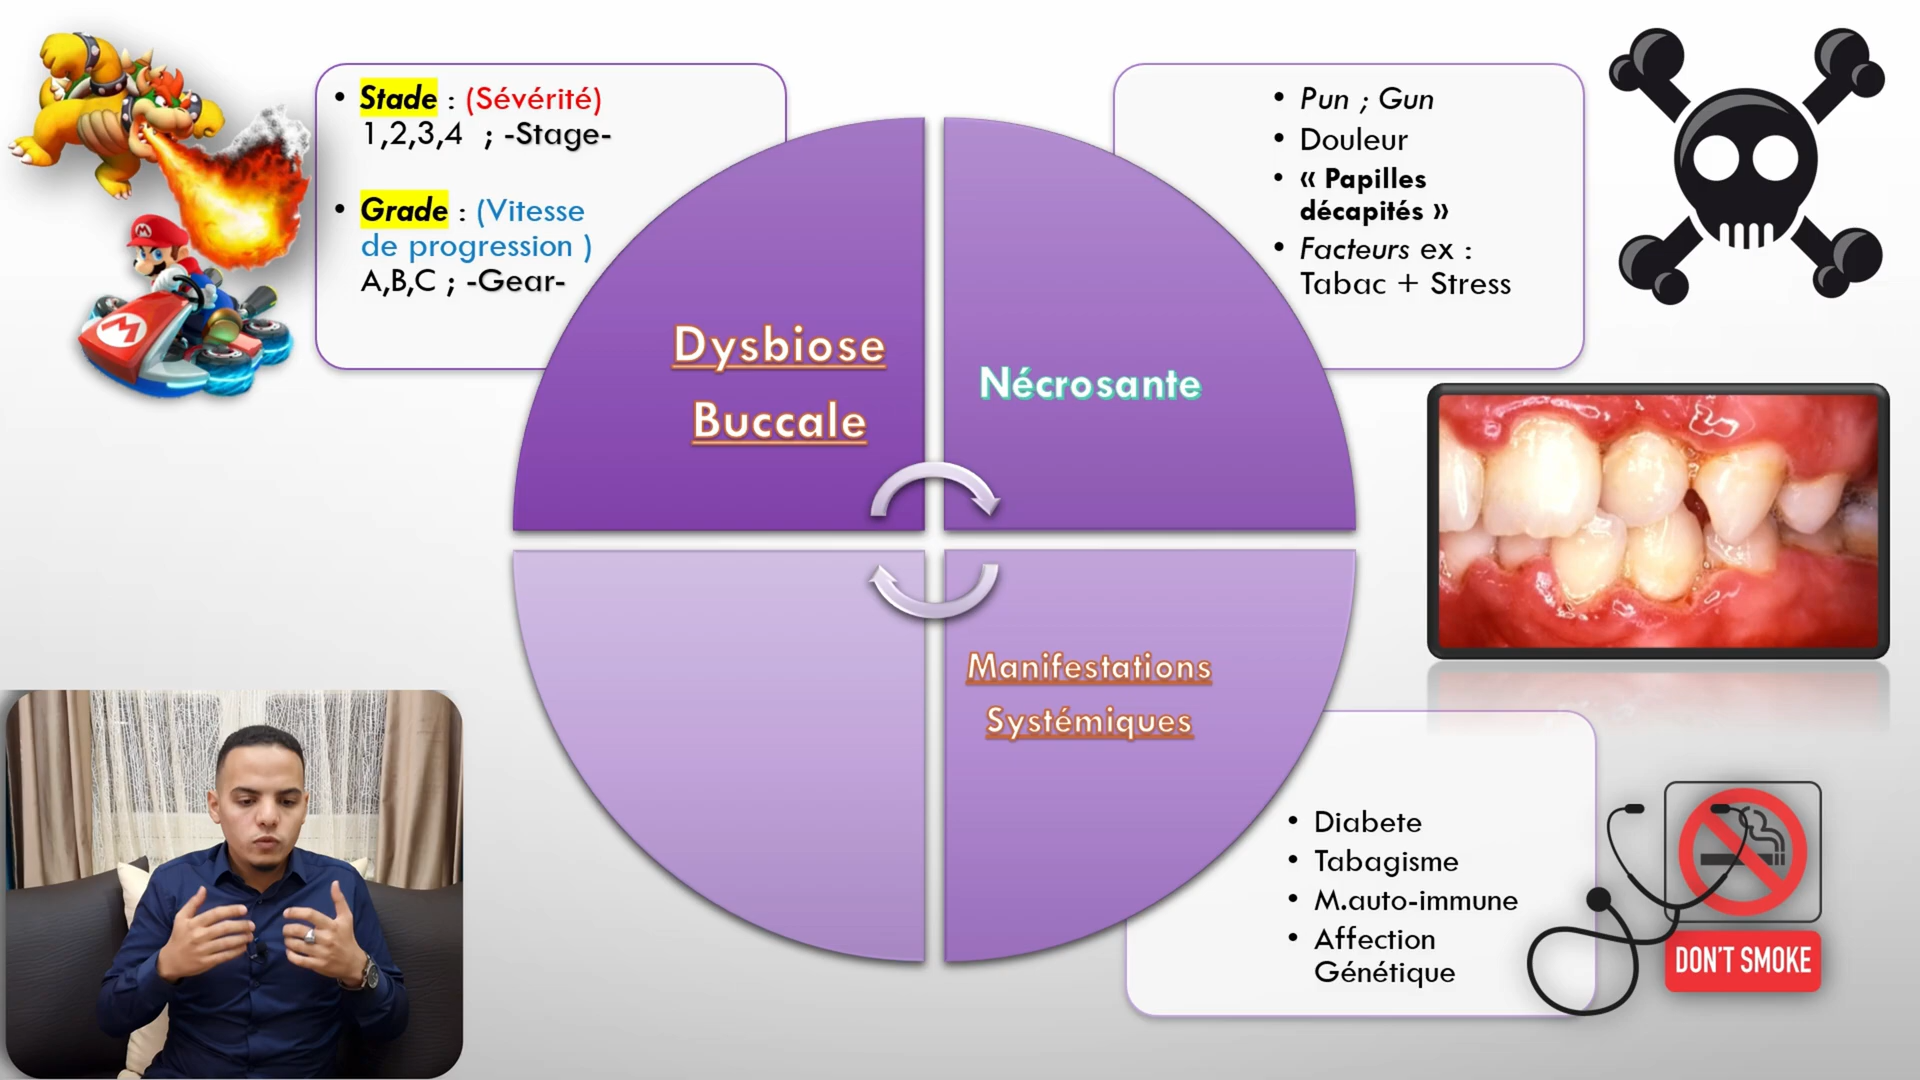 Stade : (Sévérité)
1,2,3,4 ; -Stage-
Grade : (Vitesse
de progression )
A,B,C ; -Gear-
Dysbiose
Buccale
Pun ; Gun
Douleur
« Papilles
décapités »
Facteurs ex :
Tabac + Stress
Nécrosante
Manifestations
Systémiques
Diabete
Tabagisme
M.auto-immune
Affection
Génétique
DON'T SMOKE
M
M